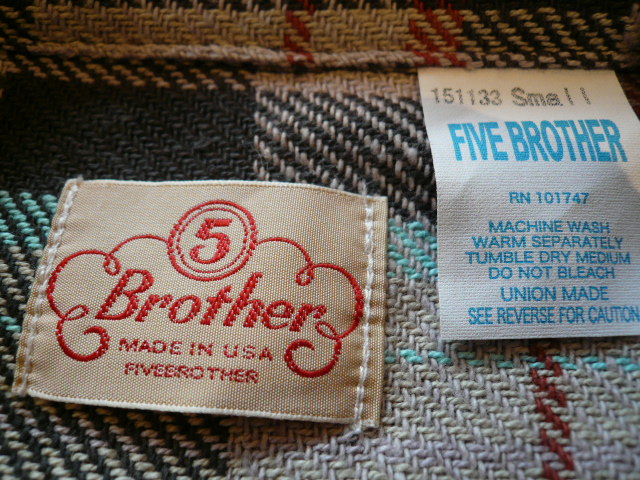 5
Brother
MADE IN USA
FIVEBROTHER
151133 Small
FIVE BROTHER
RN 101747
MACHINE WASH
WARM SEPARATELY
TUMBLE DRY MEDIUM
DO NOT BLEACH
UNION MADE
SEE REVERSE FOR CAUTION